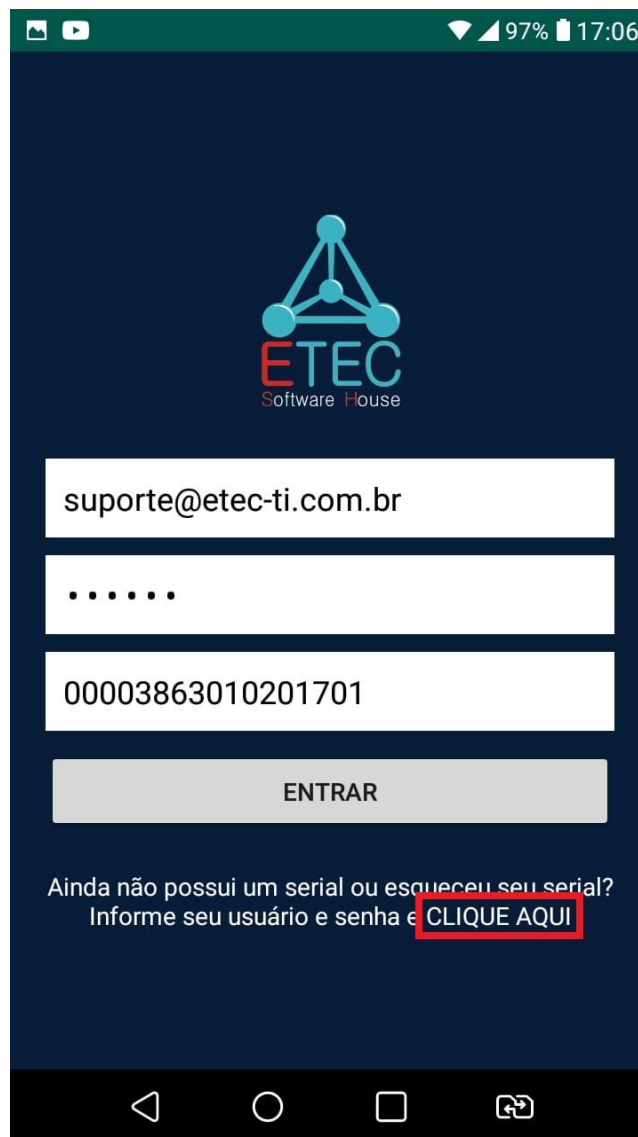 97% 17:06
ETEC
Software House
suporte@etec-ti.com.br
••••••
00003863010201701
ENTRAR
Ainda não possui um serial ou esqueceu seu serial?
Informe seu usuário e senha e CLIQUE AQUI